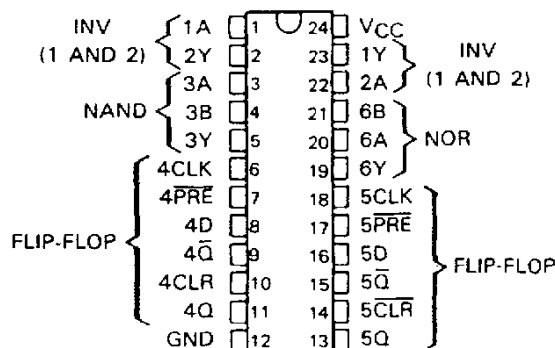 INV 1A 1 24 VCC
(1 AND 2) 2Y 2 23 1Y INV
3A 3 22 2A (1 AND 2)
NAND 3B 4 21 6B
3Y 5 20 6A NOR
4CLK 6 19 6Y
4P̅R̅E̅ 7 18 5CLK
4D 8 17 5P̅R̅E̅
FLIP-FLOP 4Q̅ 9 16 5D
4CLR 10 15 5Q̅ FLIP-FLOP
4Q 11 14 5C̅L̅R̅
GND 12 13 5Q